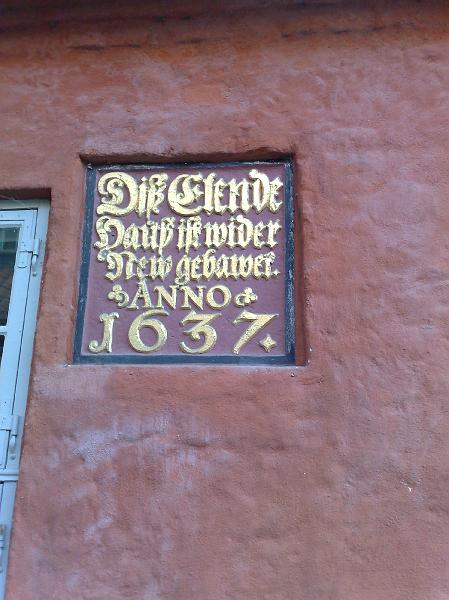 Diß Elende
Hauß ist wider
New gebawet.
ANNO
1637.